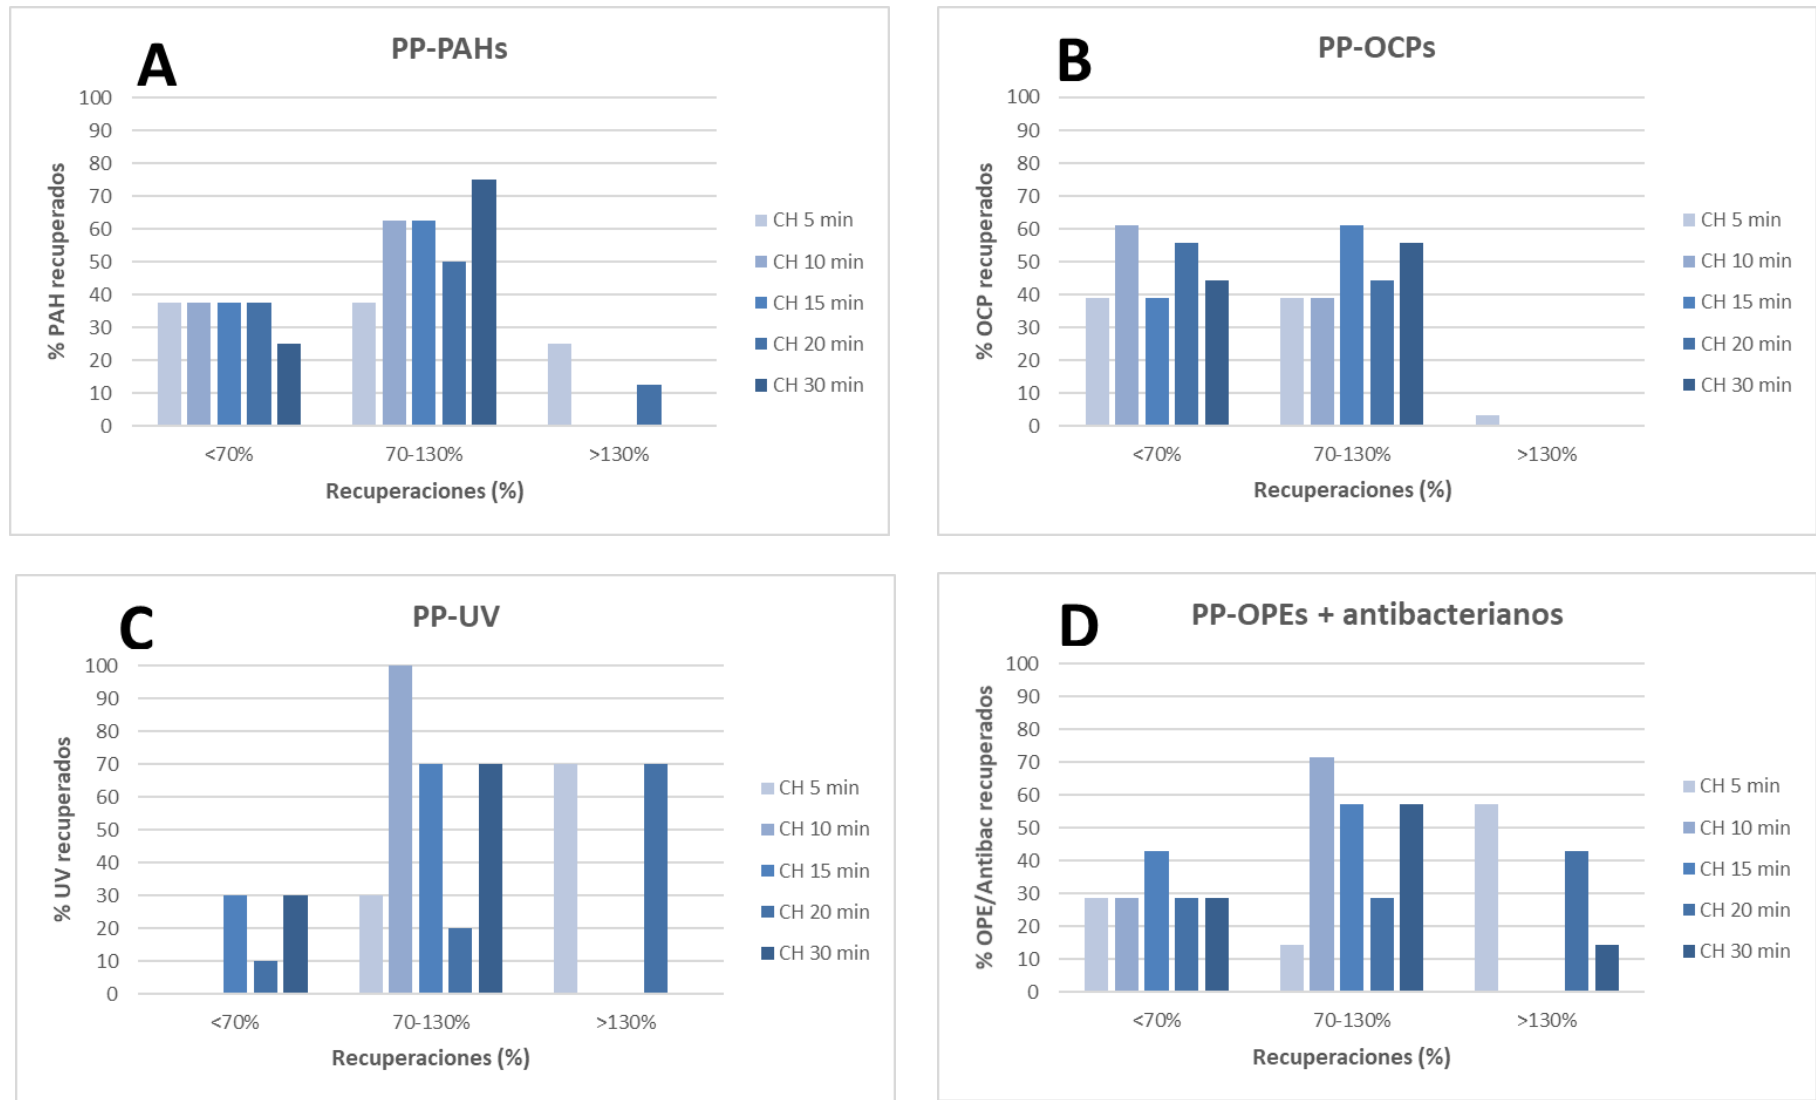 A
PP-PAHs
100
90
80
70
60
50
40
30
20
10
0
% PAH recuperados
<70%
70-130%
>130%
Recuperaciones (%)
CH 5 min
CH 10 min
CH 15 min
CH 20 min
CH 30 min
B
PP-OCPs
100
90
80
70
60
50
40
30
20
10
0
% OCP recuperados
<70%
70-130%
>130%
Recuperaciones (%)
CH 5 min
CH 10 min
CH 15 min
CH 20 min
CH 30 min
C
PP-UV
100
90
80
70
60
50
40
30
20
10
0
% UV recuperados
<70%
70-130%
>130%
Recuperaciones (%)
CH 5 min
CH 10 min
CH 15 min
CH 20 min
CH 30 min
D
PP-OPEs + antibacterianos
100
90
80
70
60
50
40
30
20
10
0
% OPE/Antibac recuperados
<70%
70-130%
>130%
Recuperaciones (%)
CH 5 min
CH 10 min
CH 15 min
CH 20 min
CH 30 min